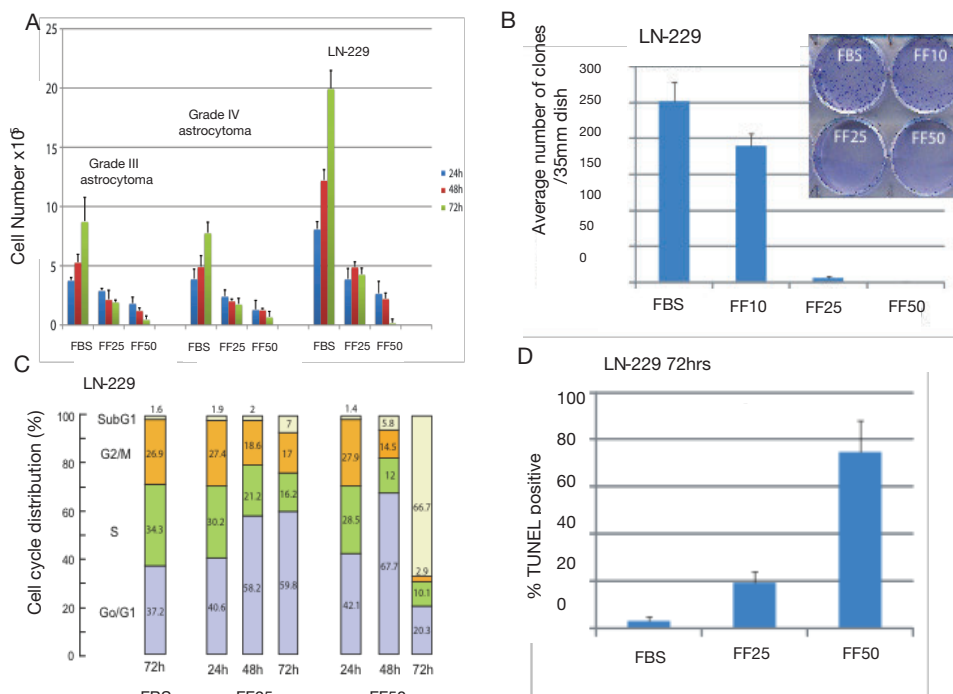 A
25
20
15
10
5
0
Cell Number x10⁶
Grade III
astrocytoma
Grade IV
astrocytoma
LN-229
24h
48h
72h
FBS FF25 FF50 FBS FF25 FF50 FBS FF25 FF50
B
LN-229
300
250
200
150
100
50
0
Average number of clones
/35mm dish
FBS FF10
FF25 FF50
FBS FF10 FF25 FF50
C
LN-229
Cell cycle distribution (%)
100
80
60
40
20
0
SubG1
G2/M
S
Go/G1
1.6 1.9 2 1.4
7 5.8
26.9 27.4 18.6 17 27.9 14.5
34.3 30.2 21.2 16.2 28.5 12 66.7
2.9
10.1
37.2 40.6 58.2 59.8 42.1 67.7 20.3
72h 24h 48h 72h 24h 48h 72h
FBS FF25 FF50
D
LN-229 72hrs
100
80
60
40
20
0
% TUNEL positive
FBS FF25 FF50